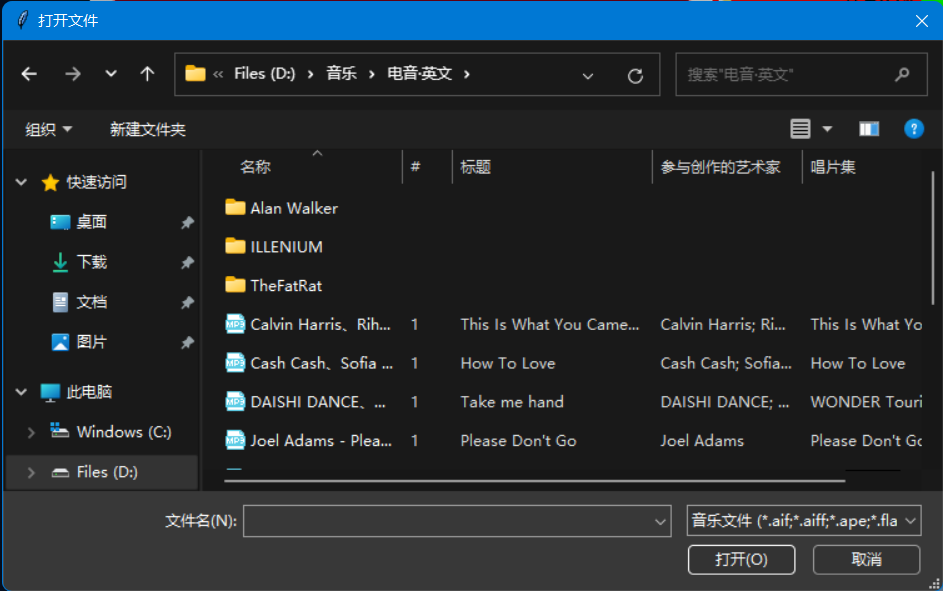 打开文件
« Files (D:) › 音乐 › 电音·英文 ›
搜索"电音·英文"
组织 新建文件夹
名称 # 标题 参与创作的艺术家 唱片集
快速访问
桌面
下载
文档
图片
此电脑
Windows (C:)
Files (D:)
Alan Walker
ILLENIUM
TheFatRat
Calvin Harris、Rih... 1 This Is What You Came... Calvin Harris; Ri... This Is What Yo
Cash Cash、Sofia ... 1 How To Love Cash Cash; Sofia... How To Love
DAISHI DANCE、... 1 Take me hand DAISHI DANCE; ... WONDER Touri
Joel Adams - Plea... 1 Please Don't Go Joel Adams Please Don't Go
文件名(N):
音乐文件 (*.aif;*.aiff;*.ape;*.fla
打开(O) 取消